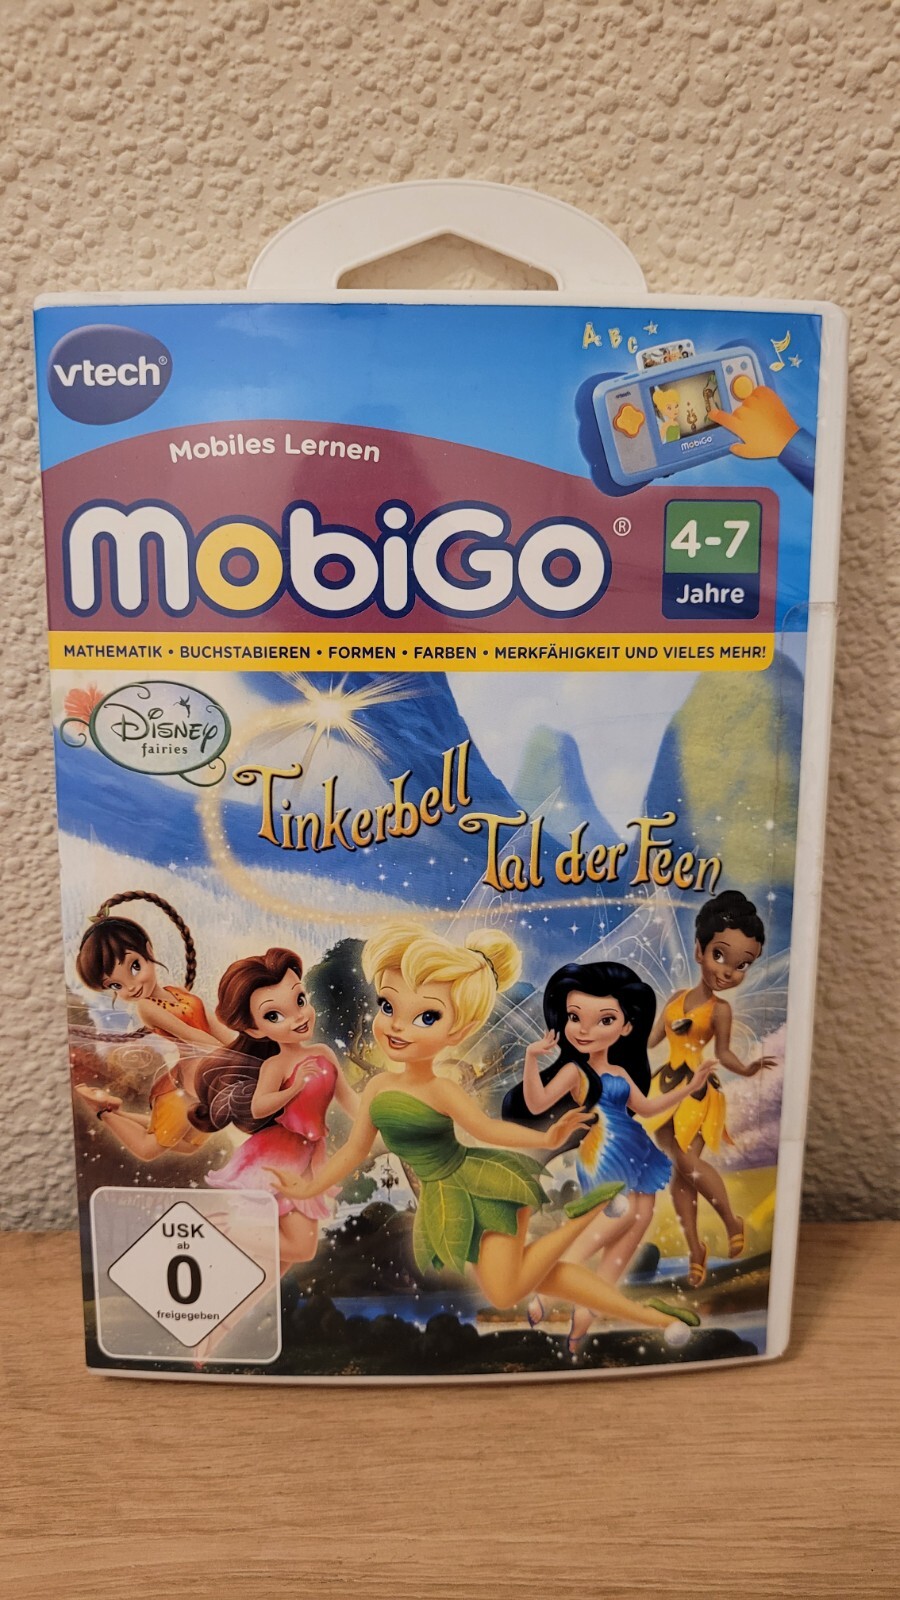 vtech®
A B C
vtech
MobiGo
Mobiles Lernen
MobiGo®
4-7
Jahre
MATHEMATIK • BUCHSTABIEREN • FORMEN • FARBEN • MERKFÄHIGKEIT UND VIELES MEHR!
Disney
fairies
Tinkerbell
Tal der Feen
USK
ab
0
freigegeben